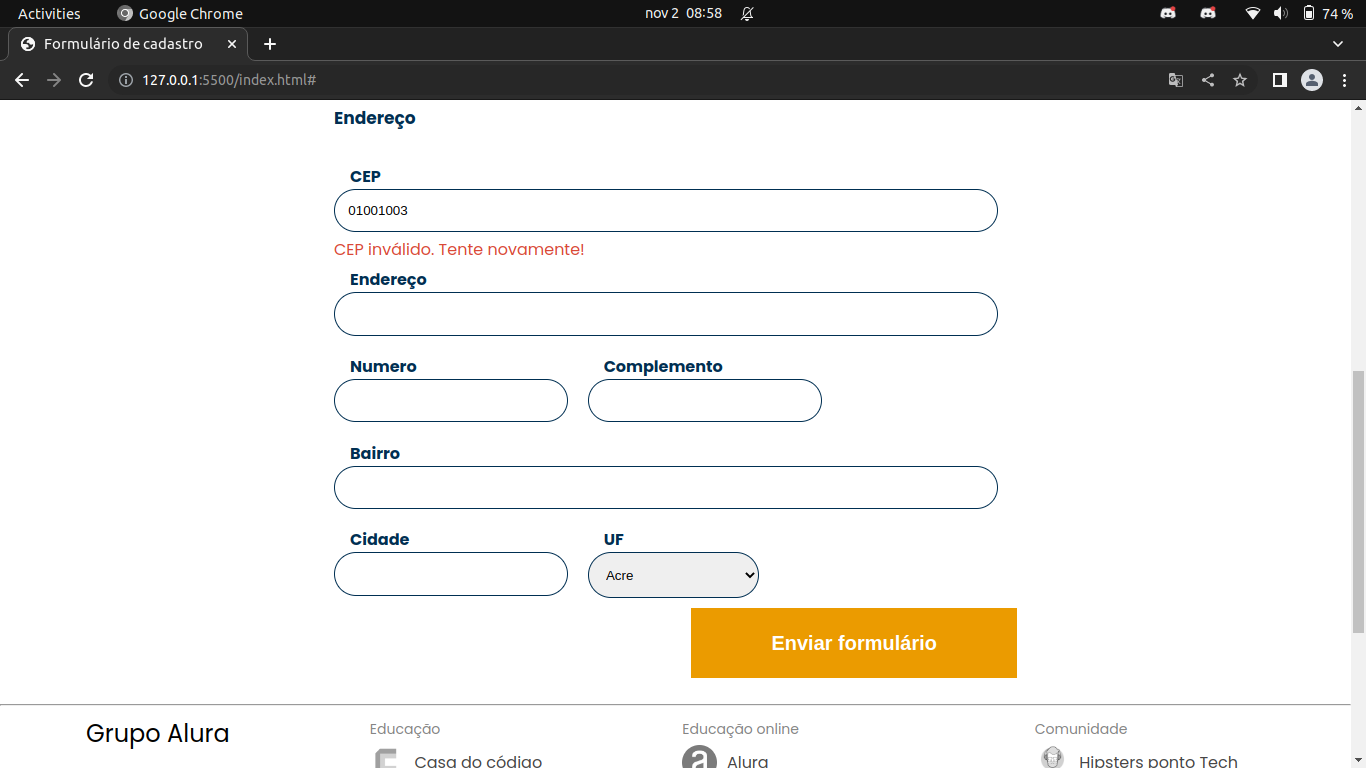 Activities Google Chrome nov 2 08:58 74 %
Formulário de cadastro
127.0.0.1:5500/index.html#
Endereço
CEP
01001003
CEP inválido. Tente novamente!
Endereço
Numero Complemento
Bairro
Cidade UF
Acre
Enviar formulário
Grupo Alura Educação Educação online Comunidade
Casa do código a Alura Hipsters ponto Tech